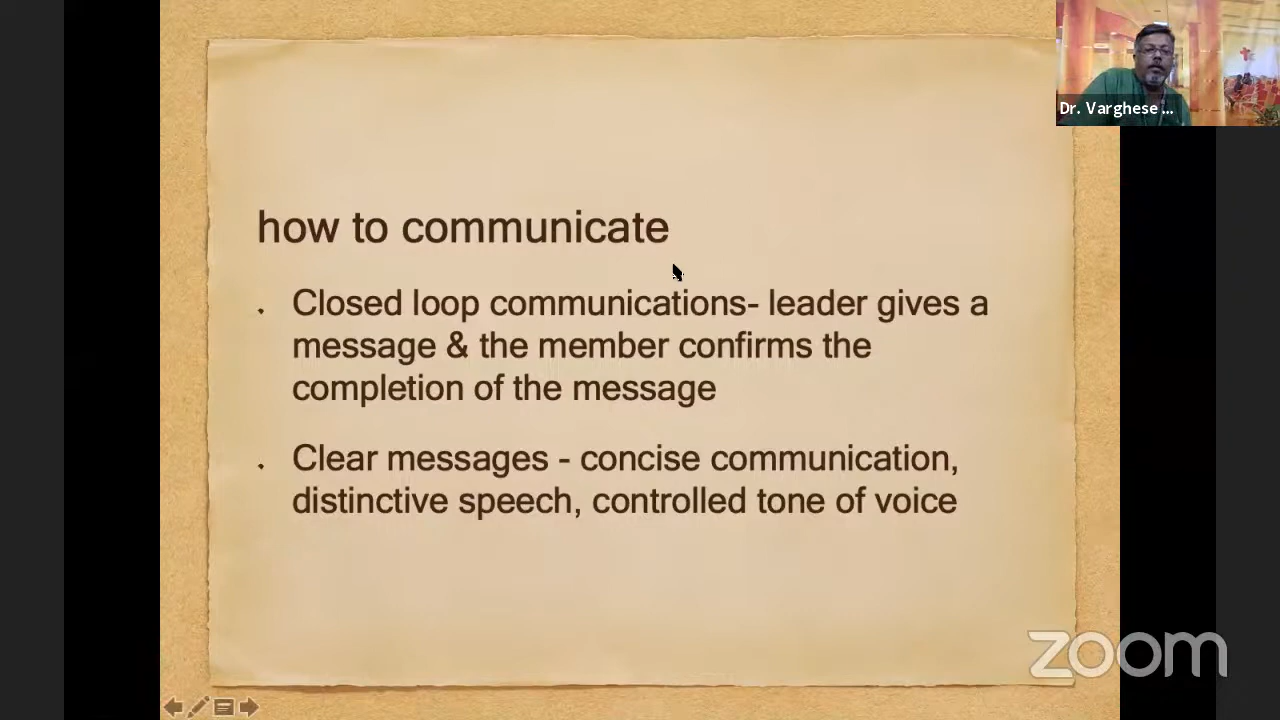 Dr. Varghese ...
how to communicate
. Closed loop communications- leader gives a
message & the member confirms the
completion of the message
. Clear messages - concise communication,
distinctive speech, controlled tone of voice
zoom